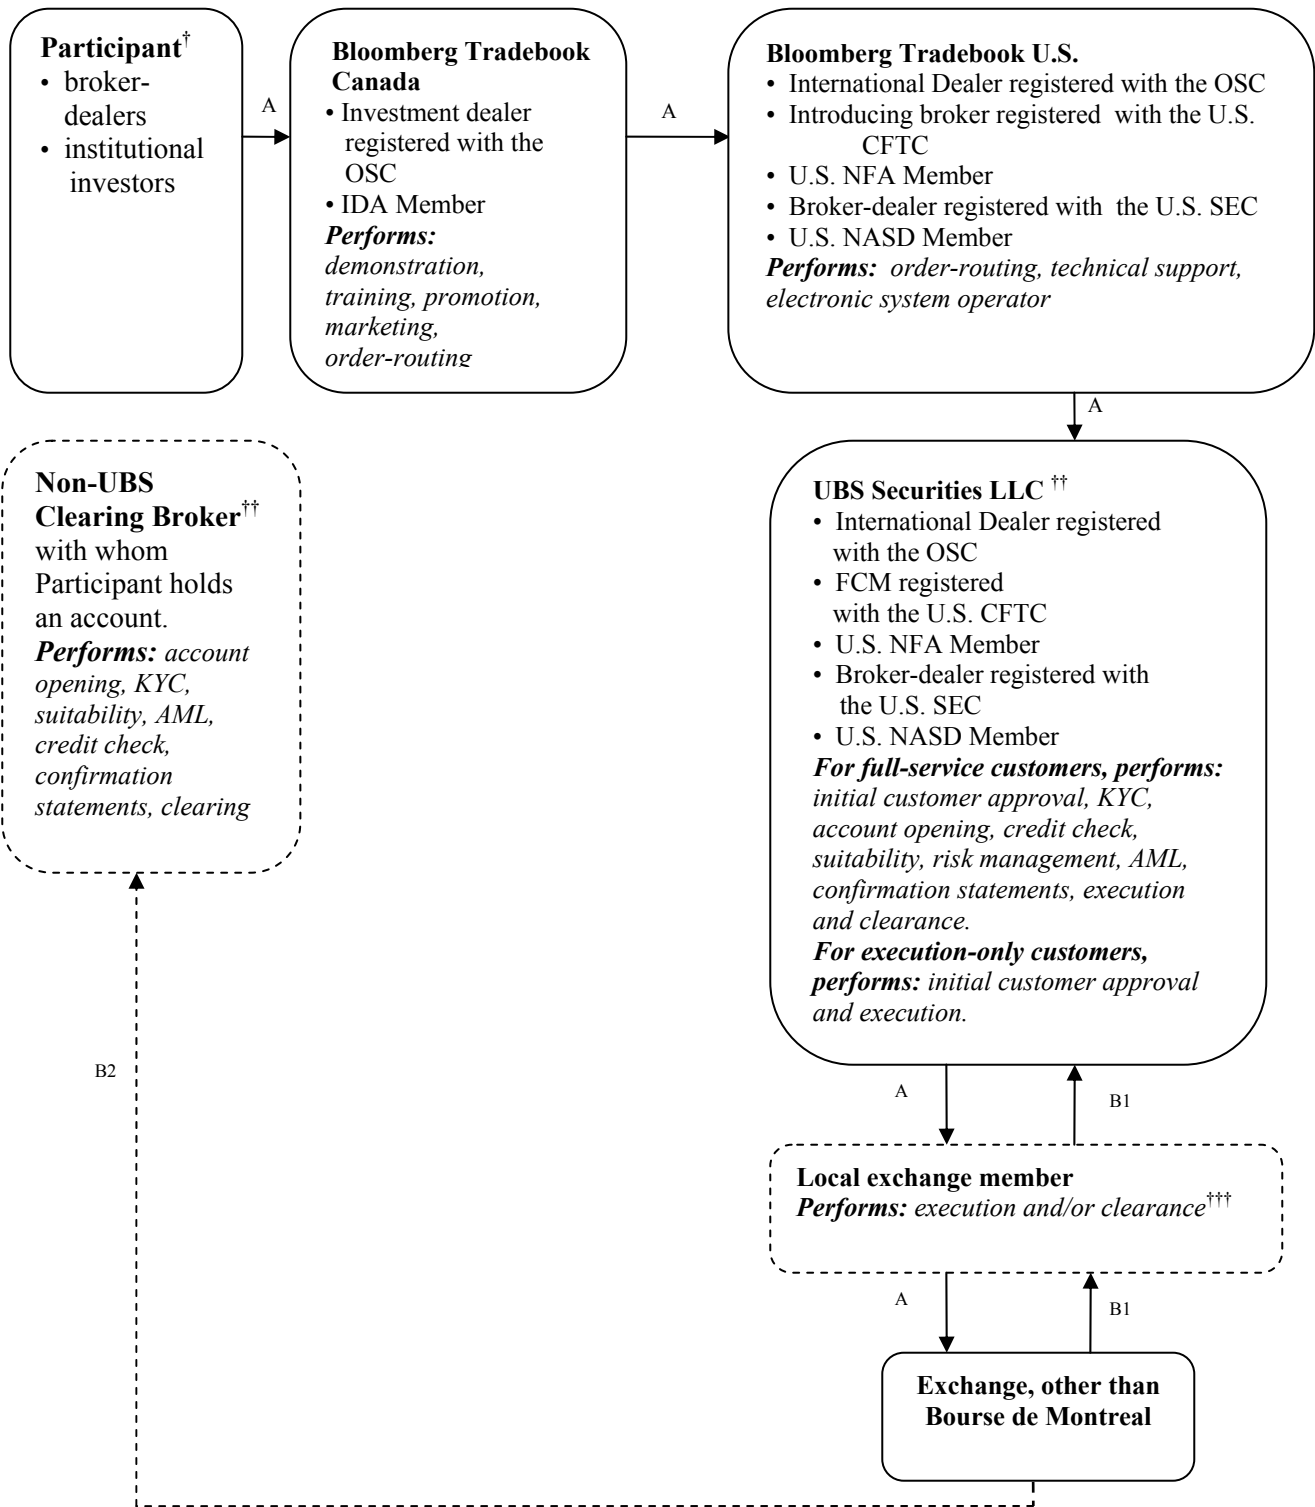 Participant†
• broker-
dealers
• institutional
investors
A
Bloomberg Tradebook
Canada
• Investment dealer
registered with the
OSC
• IDA Member
Performs:
demonstration,
training, promotion,
marketing,
order-routing
A
Bloomberg Tradebook U.S.
• International Dealer registered with the OSC
• Introducing broker registered with the U.S.
CFTC
• U.S. NFA Member
• Broker-dealer registered with the U.S. SEC
• U.S. NASD Member
Performs: order-routing, technical support,
electronic system operator
A
Non-UBS
Clearing Broker††
with whom
Participant holds
an account.
Performs: account
opening, KYC,
suitability, AML,
credit check,
confirmation
statements, clearing
UBS Securities LLC ††
• International Dealer registered
with the OSC
• FCM registered
with the U.S. CFTC
• U.S. NFA Member
• Broker-dealer registered with
the U.S. SEC
• U.S. NASD Member
For full-service customers, performs:
initial customer approval, KYC,
account opening, credit check,
suitability, risk management, AML,
confirmation statements, execution
and clearance.
For execution-only customers,
performs: initial customer approval
and execution.
B2
A
B1
Local exchange member
Performs: execution and/or clearance†††
A
B1
Exchange, other than
Bourse de Montreal